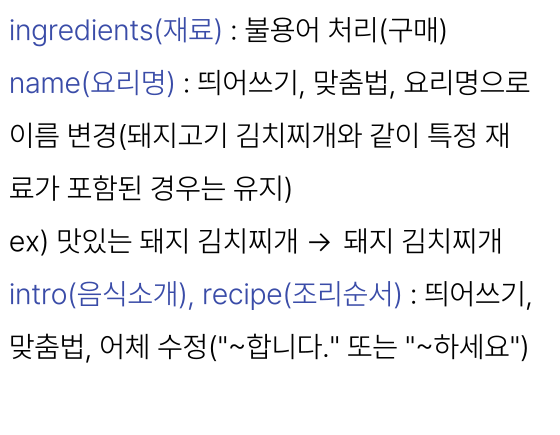 ingredients(재료) : 불용어 처리(구매)
name(요리명) : 띄어쓰기, 맞춤법, 요리명으로
이름 변경(돼지고기 김치찌개와 같이 특정 재
료가 포함된 경우는 유지)
ex) 맛있는 돼지 김치찌개 → 돼지 김치찌개
intro(음식소개), recipe(조리순서) : 띄어쓰기,
맞춤법, 어체 수정("~합니다." 또는 "~하세요")